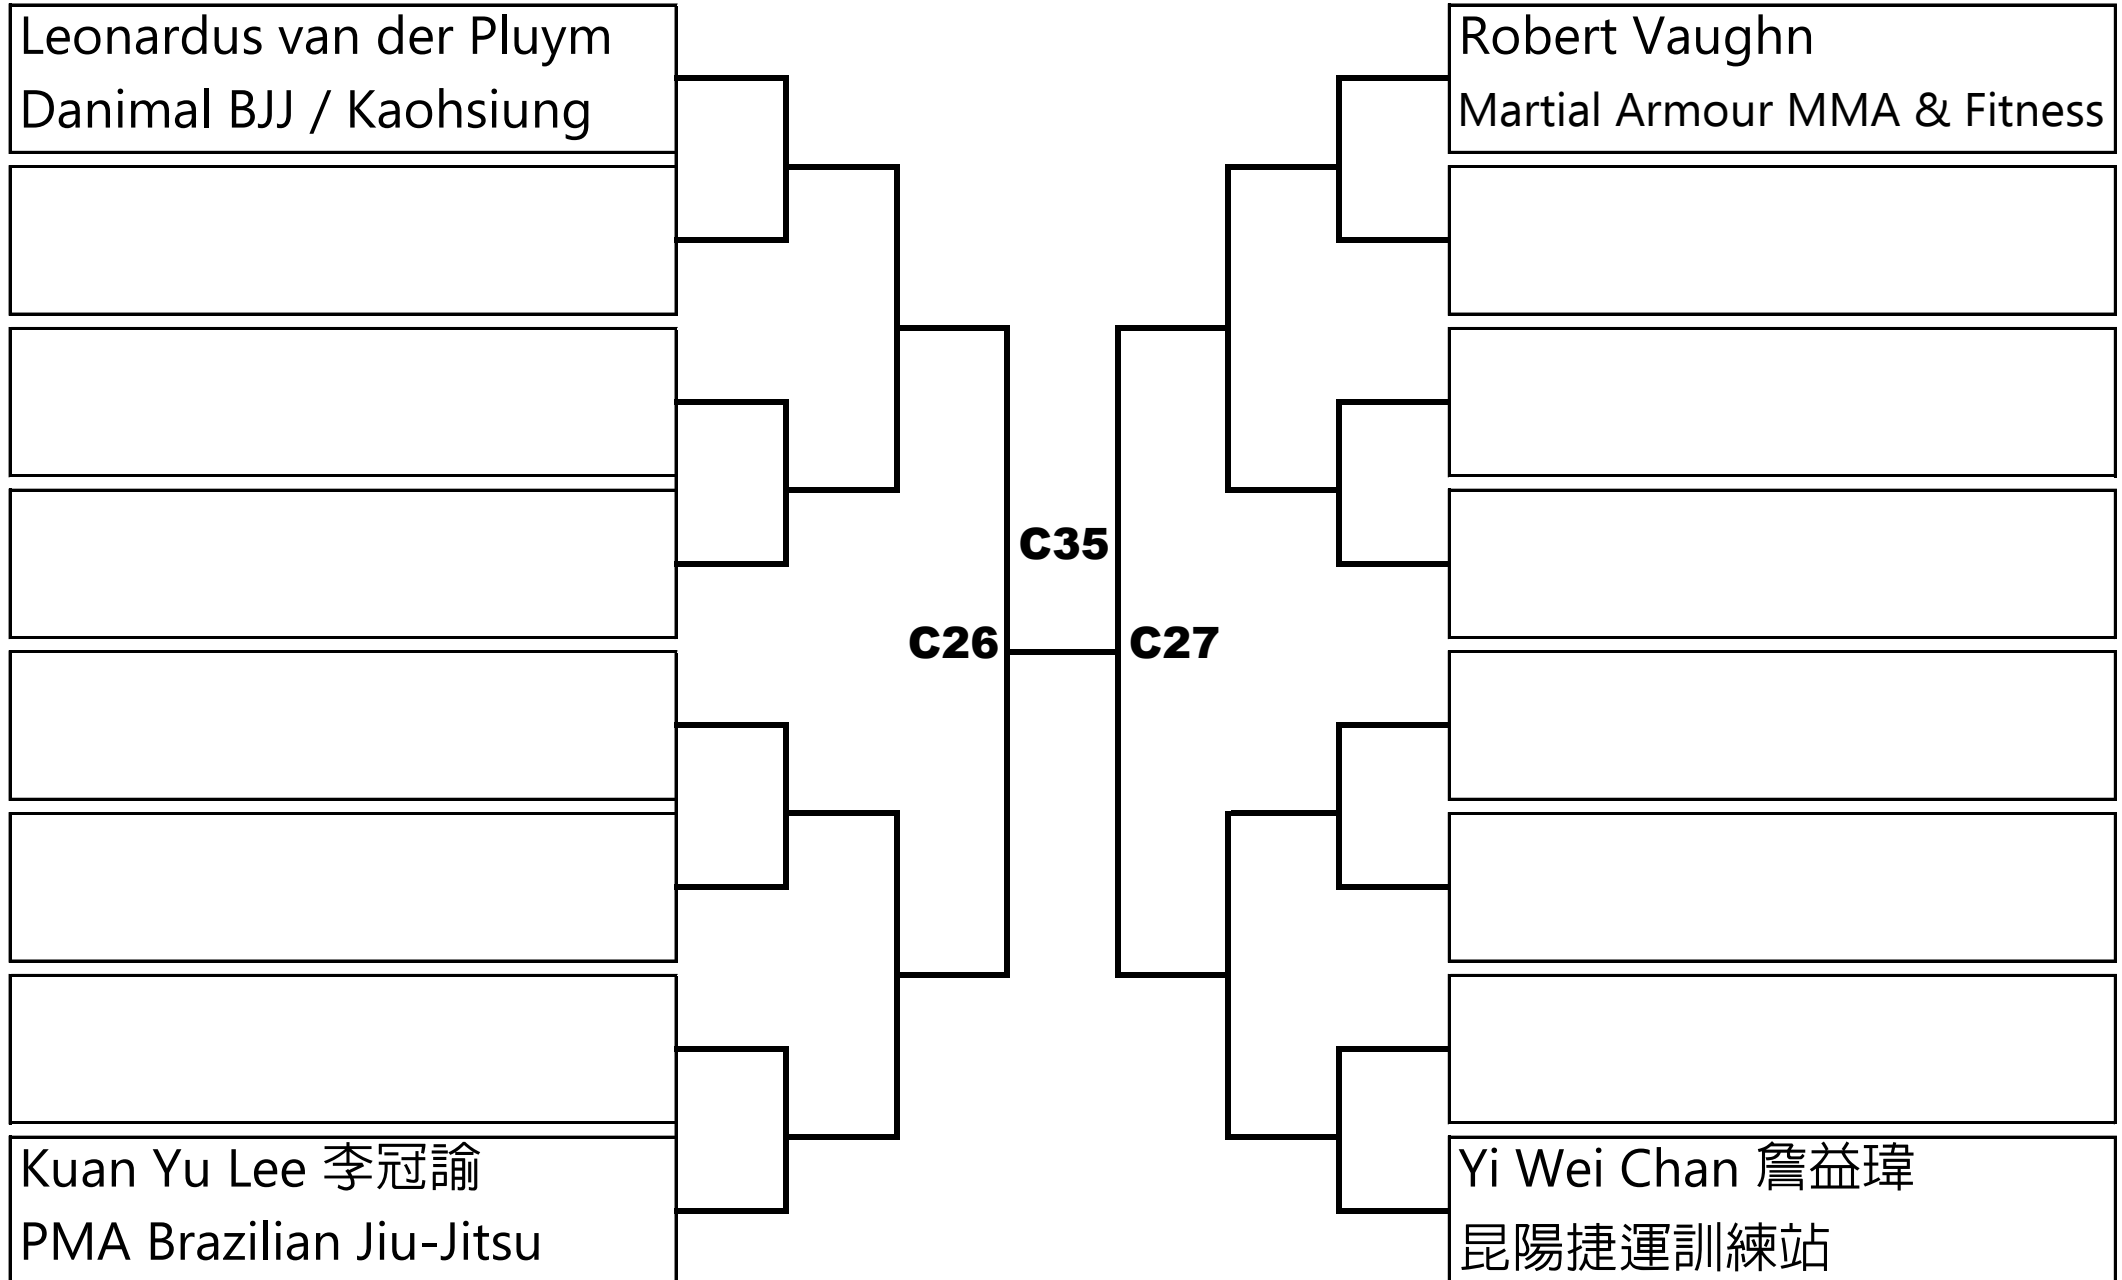 Leonardus van der Pluym
Danimal BJJ / Kaohsiung
Robert Vaughn
Martial Armour MMA & Fitness
C35
C26
C27
Kuan Yu Lee 李冠諭
PMA Brazilian Jiu-Jitsu
Yi Wei Chan 詹益瑋
昆陽捷運訓練站